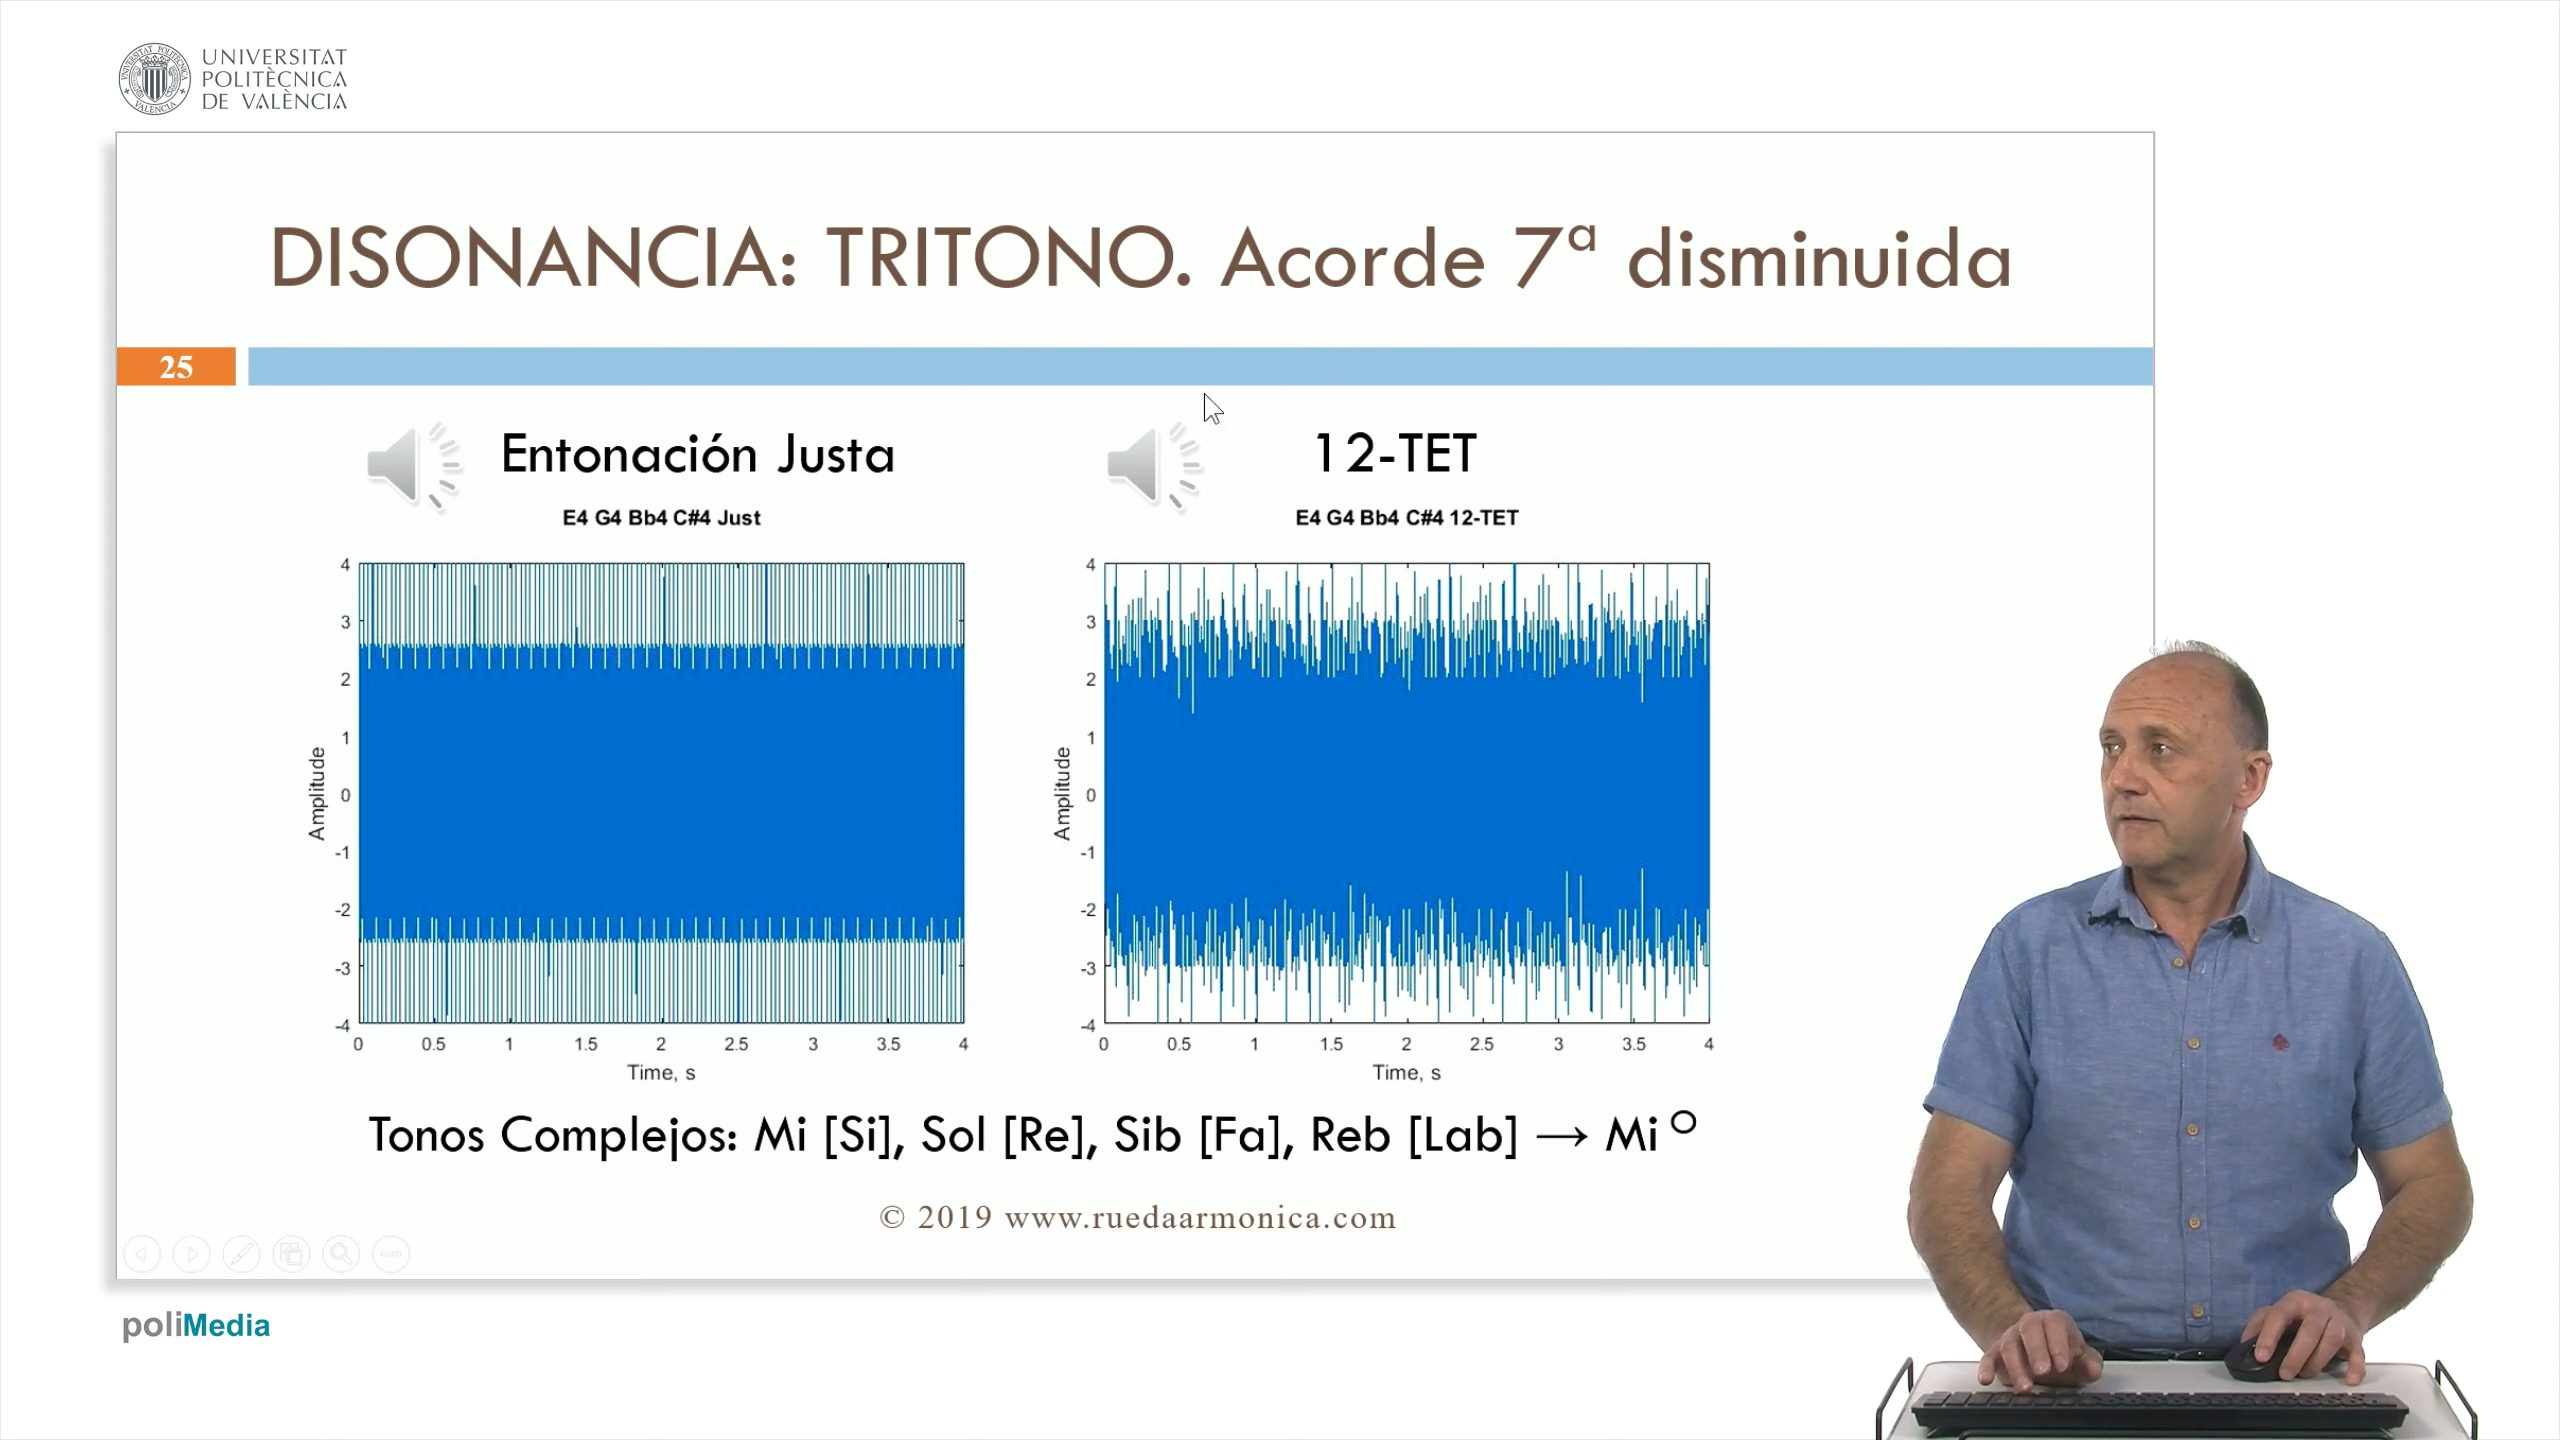 UNIVERSITAT
POLITÈCNICA
DE VALÈNCIA
DISONANCIA: TRITONO. Acorde 7ª disminuida
25
Entonación Justa
12-TET
E4 G4 Bb4 C#4 Just
E4 G4 Bb4 C#4 12-TET
4
3
2
1
0
-1
-2
-3
-4
Amplitude
0 0.5 1 1.5 2 2.5 3 3.5 4
Time, s
4
3
2
1
0
-1
-2
-3
-4
Amplitude
0 0.5 1 1.5 2 2.5 3 3.5 4
Time, s
Tonos Complejos: Mi [Si], Sol [Re], Sib [Fa], Reb [Lab] → Mi O
© 2019 www.ruedaarmonica.com
poliMedia